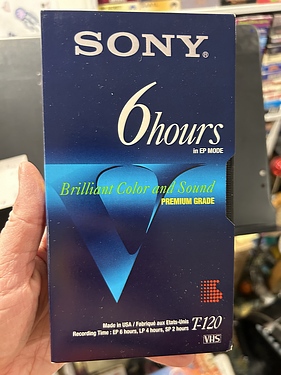 SONY®
6hours
in EP MODE
Brilliant Color and Sound
PREMIUM GRADE
Made in USA / Fabriqué aux Etats-Unis
Recording Time : EP 6 hours, LP 4 hours, SP 2 hours
T-120
VHS